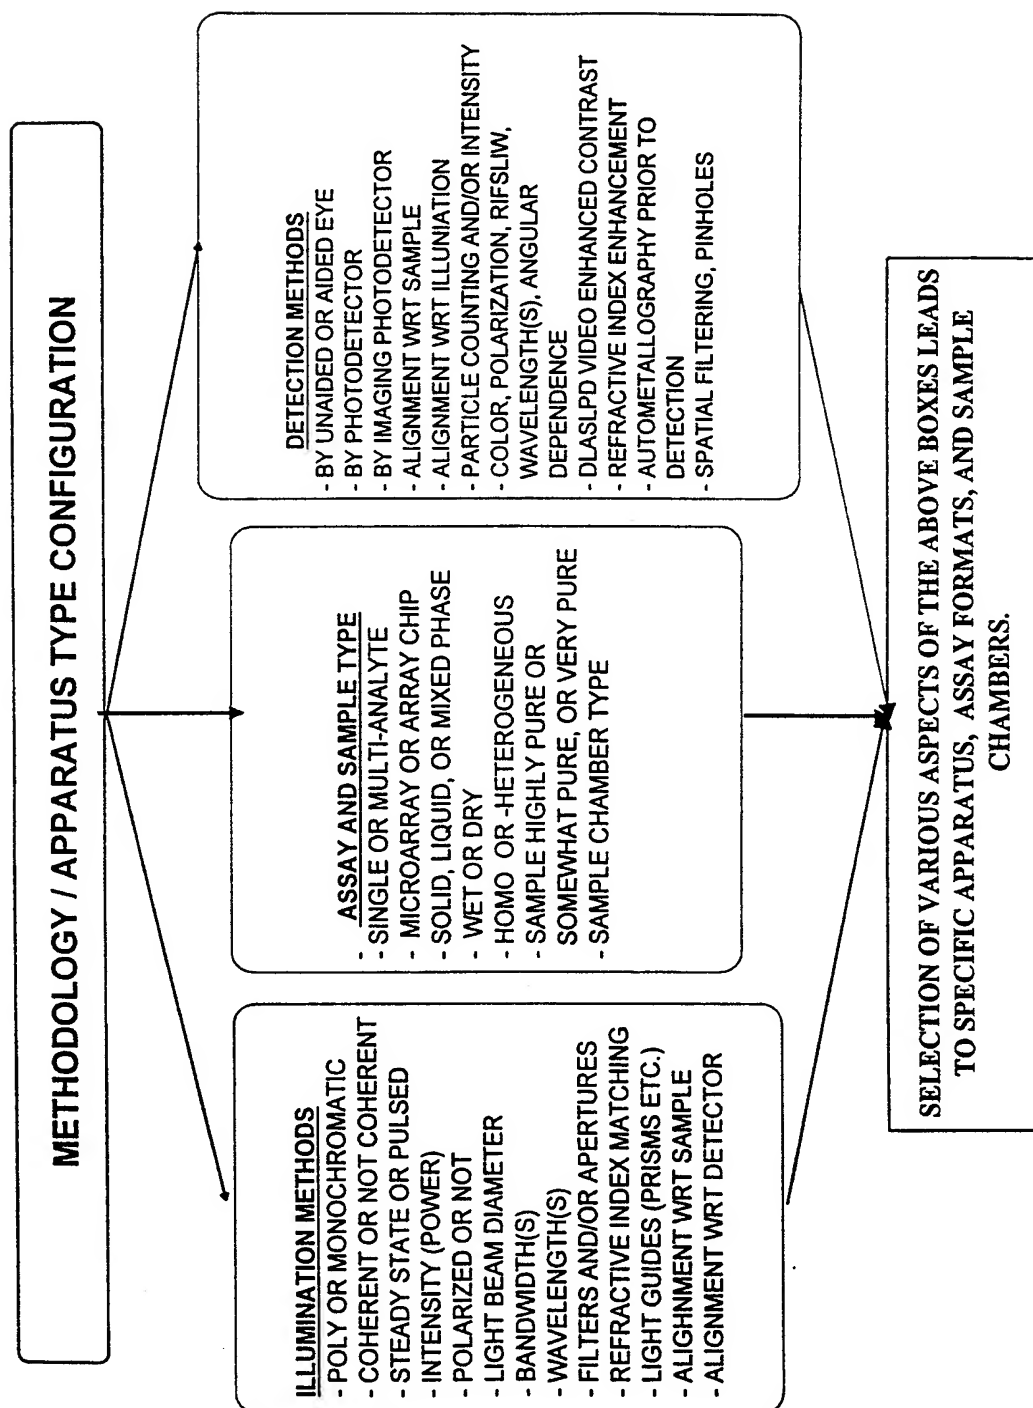 METHODOLOGY / APPARATUS TYPE CONFIGURATION
ILLUMINATION METHODS
- POLY OR MONOCHROMATIC
- COHERENT OR NOT COHERENT
- STEADY STATE OR PULSED
- INTENSITY (POWER)
- POLARIZED OR NOT
- LIGHT BEAM DIAMETER
- BANDWIDTH(S)
- WAVELENGTH(S)
- FILTERS AND/OR APERTURES
- REFRACTIVE INDEX MATCHING
- LIGHT GUIDES (PRISMS ETC.)
- ALIGHNMENT WRT SAMPLE
- ALIGNMENT WRT DETECTOR
- ASSAY AND SAMPLE TYPE
- SINGLE OR MULTI-ANALYTE
- MICROARRAY OR ARRAY CHIP
- SOLID, LIQUID, OR MIXED PHASE
- WET OR DRY
- HOMO OR -HETEROGENEOUS
- SAMPLE HIGHLY PURE OR
SOMEWHAT PURE, OR VERY PURE
- SAMPLE CHAMBER TYPE
DETECTION METHODS
- BY UNAIDED OR AIDED EYE
- BY PHOTODETECTOR
- BY IMAGING PHOTODETECTOR
- ALIGNMENT WRT SAMPLE
- ALIGNMENT WRT ILLUNIATION
- PARTICLE COUNTING AND/OR INTENSITY
- COLOR, POLARIZATION, RIFSLIW,
WAVELENGTH(S), ANGULAR
DEPENDENCE
- DLASLPD VIDEO ENHANCED CONTRAST
- REFRACTIVE INDEX ENHANCEMENT
- AUTOMETALLOGRAPHY PRIOR TO
DETECTION
- SPATIAL FILTERING, PINHOLES
SELECTION OF VARIOUS ASPECTS OF THE ABOVE BOXES LEADS
TO SPECIFIC APPARATUS, ASSAY FORMATS, AND SAMPLE
CHAMBERS.